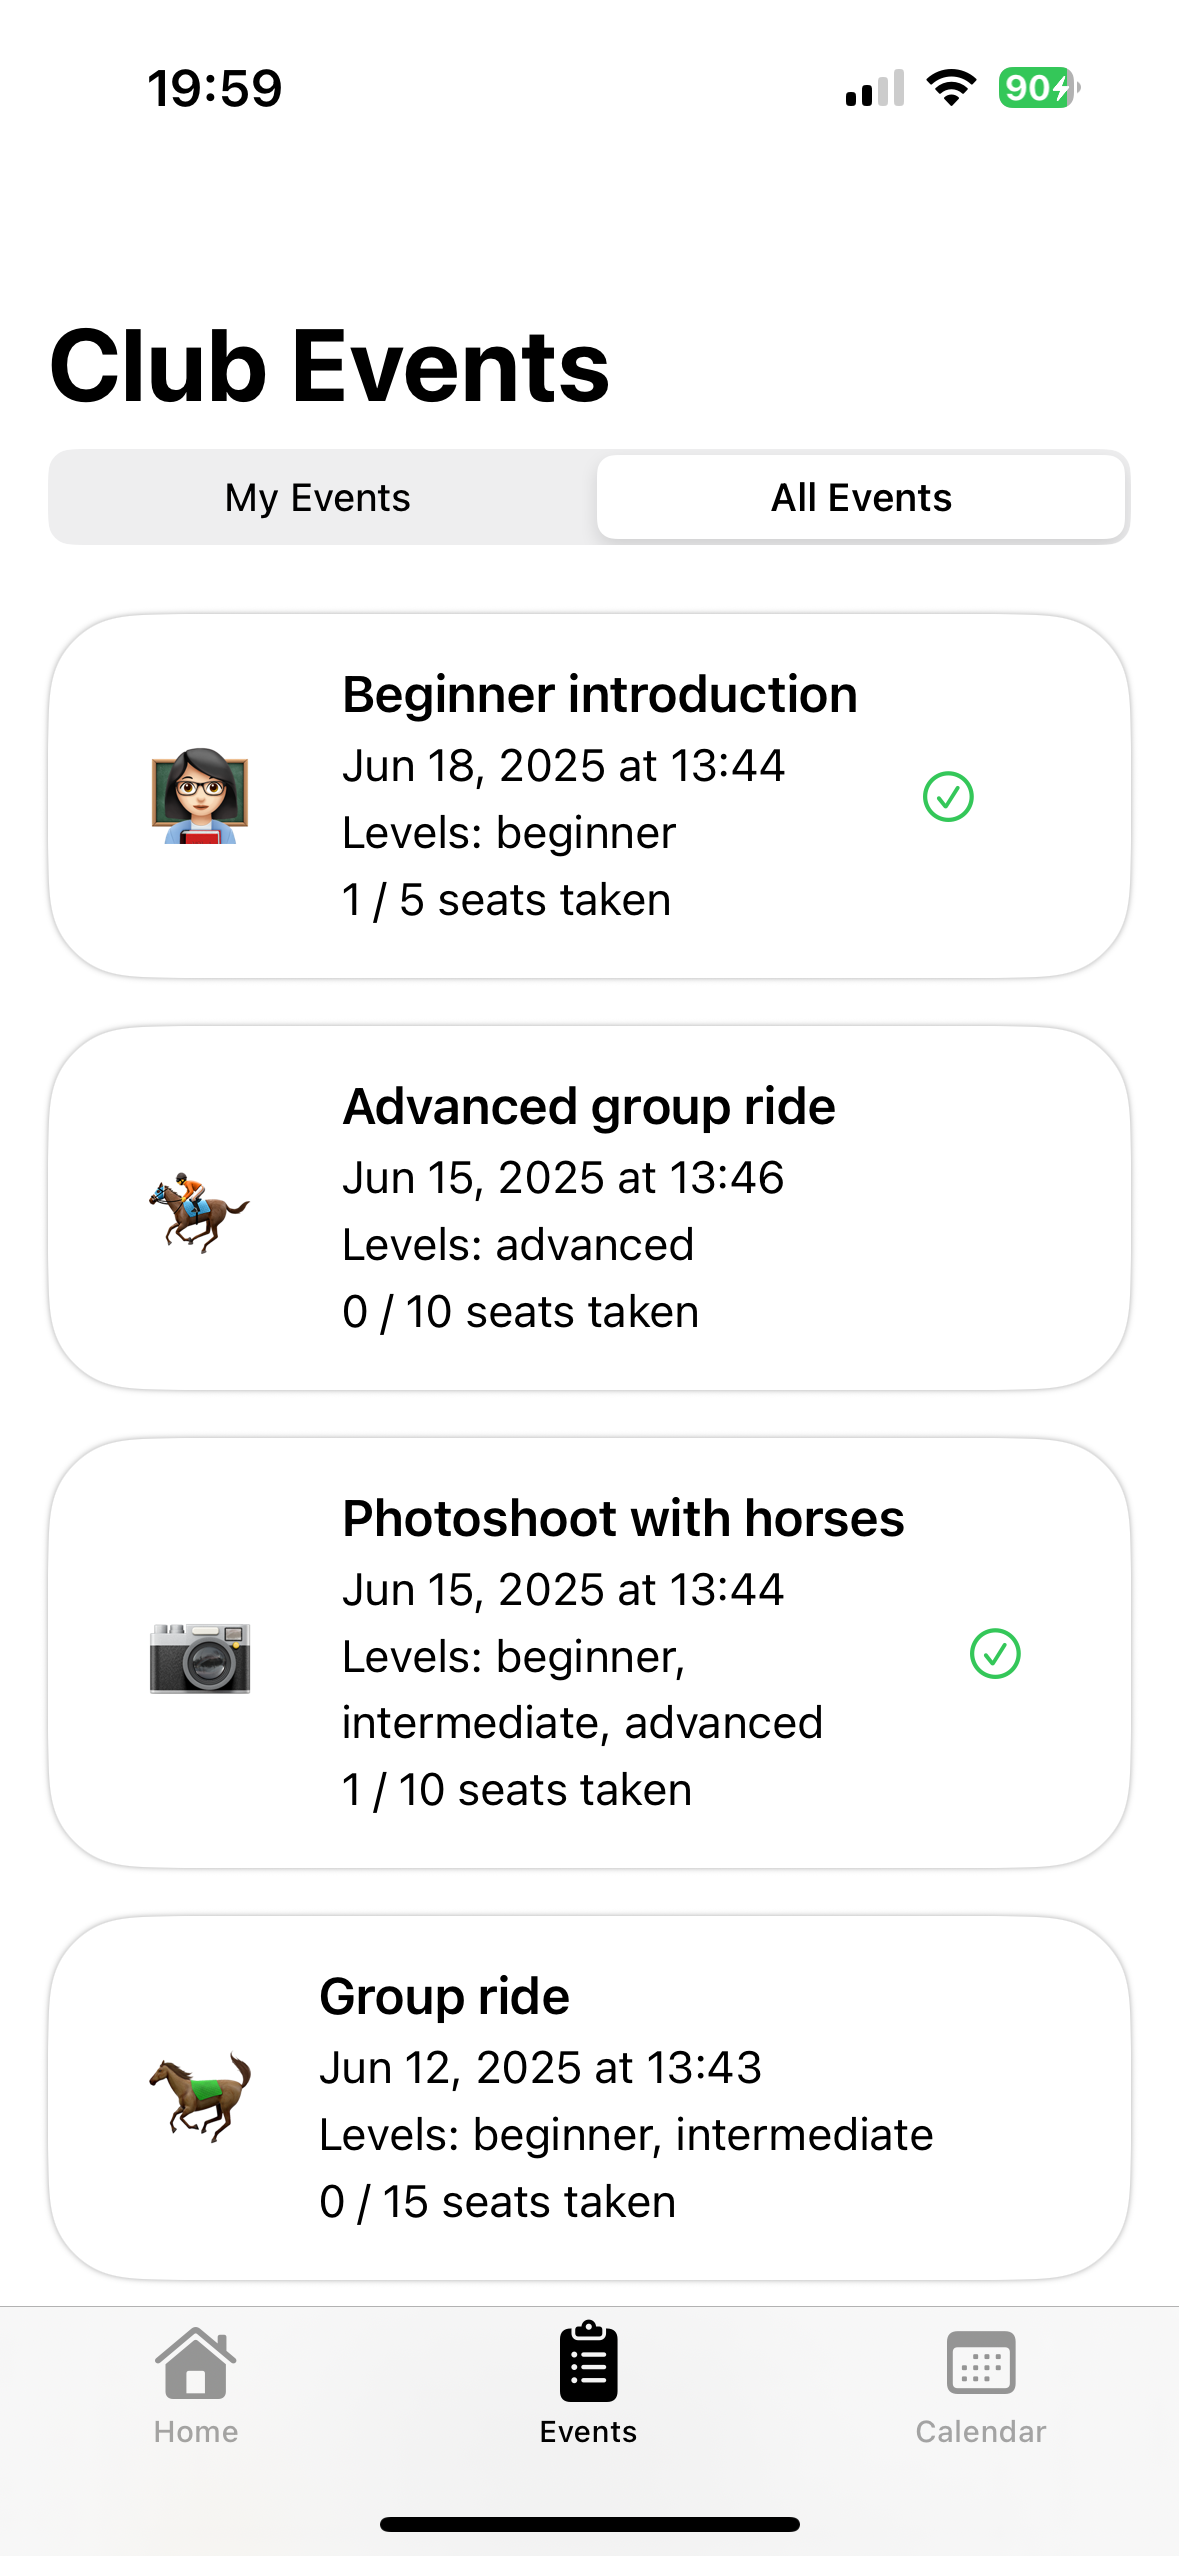 19:59
90
Club Events
My Events
All Events
Beginner introduction
Jun 18, 2025 at 13:44
Levels: beginner
1 / 5 seats taken
Advanced group ride
Jun 15, 2025 at 13:46
Levels: advanced
0 / 10 seats taken
Photoshoot with horses
Jun 15, 2025 at 13:44
Levels: beginner,
intermediate, advanced
1 / 10 seats taken
Group ride
Jun 12, 2025 at 13:43
Levels: beginner, intermediate
0 / 15 seats taken
Home
Events
Calendar